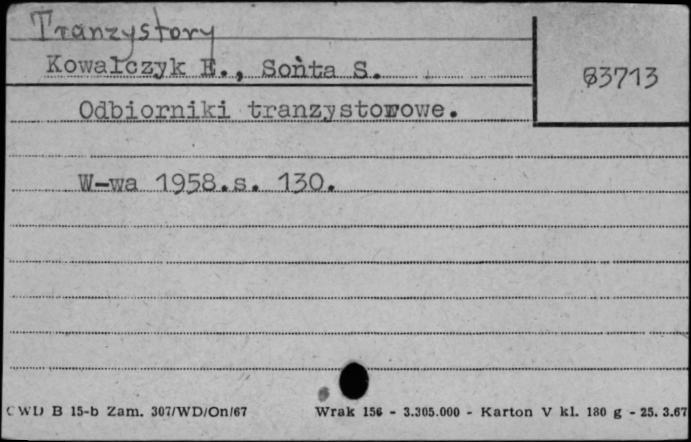 Tranzystory
Kowalczyk E., Sońta S.
83713
Odbiorniki tranzystorowe.
W-wa 1958.s. 130.
CWD B 15-b Zam. 307/WD/On/67 Wrak 156 - 3.305.000 - Karton V kl. 180 g - 25. 3.67